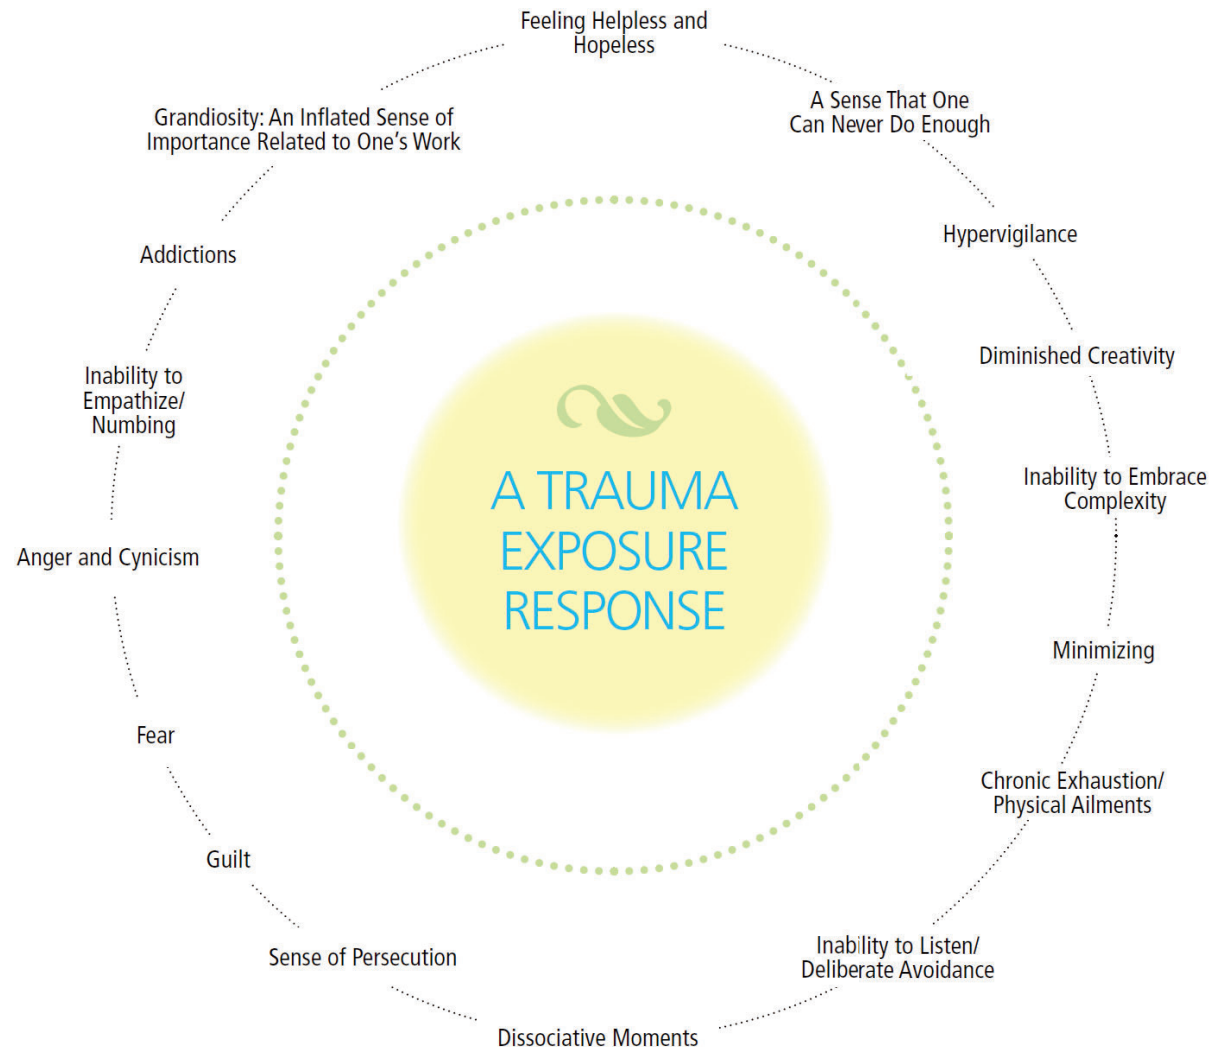 Feeling Helpless and
Hopeless
A Sense That One
Can Never Do Enough
Hypervigilance
Diminished Creativity
Inability to Embrace
Complexity
Minimizing
Chronic Exhaustion/
Physical Ailments
Inability to Listen/
Deliberate Avoidance
Dissociative Moments
Sense of Persecution
Guilt
Fear
Anger and Cynicism
Inability to
Empathize/
Numbing
Addictions
Grandiosity: An Inflated Sense of
Importance Related to One’s Work
A TRAUMA
EXPOSURE
RESPONSE